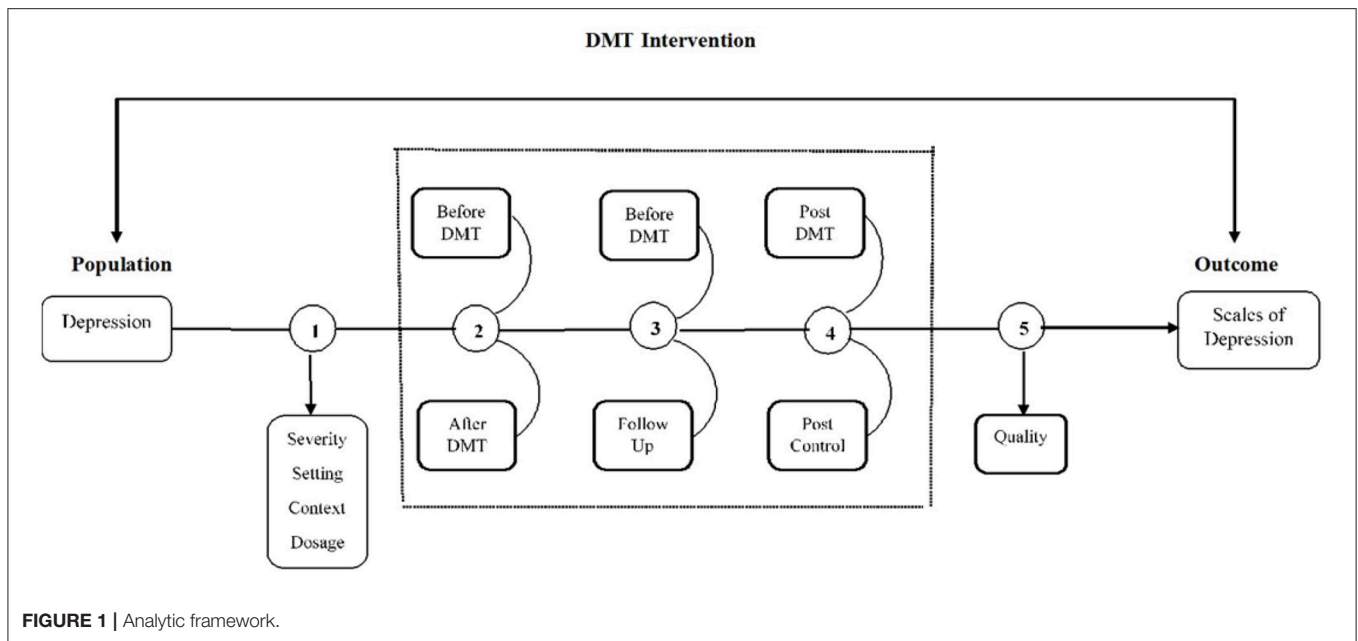 DMT Intervention
Population
Outcome
Depression
1
Severity
Setting
Context
Dosage
Before
DMT
2
After
DMT
Before
DMT
3
Follow
Up
Post
DMT
4
Post
Control
5
Quality
Scales of
Depression
FIGURE 1 | Analytic framework.